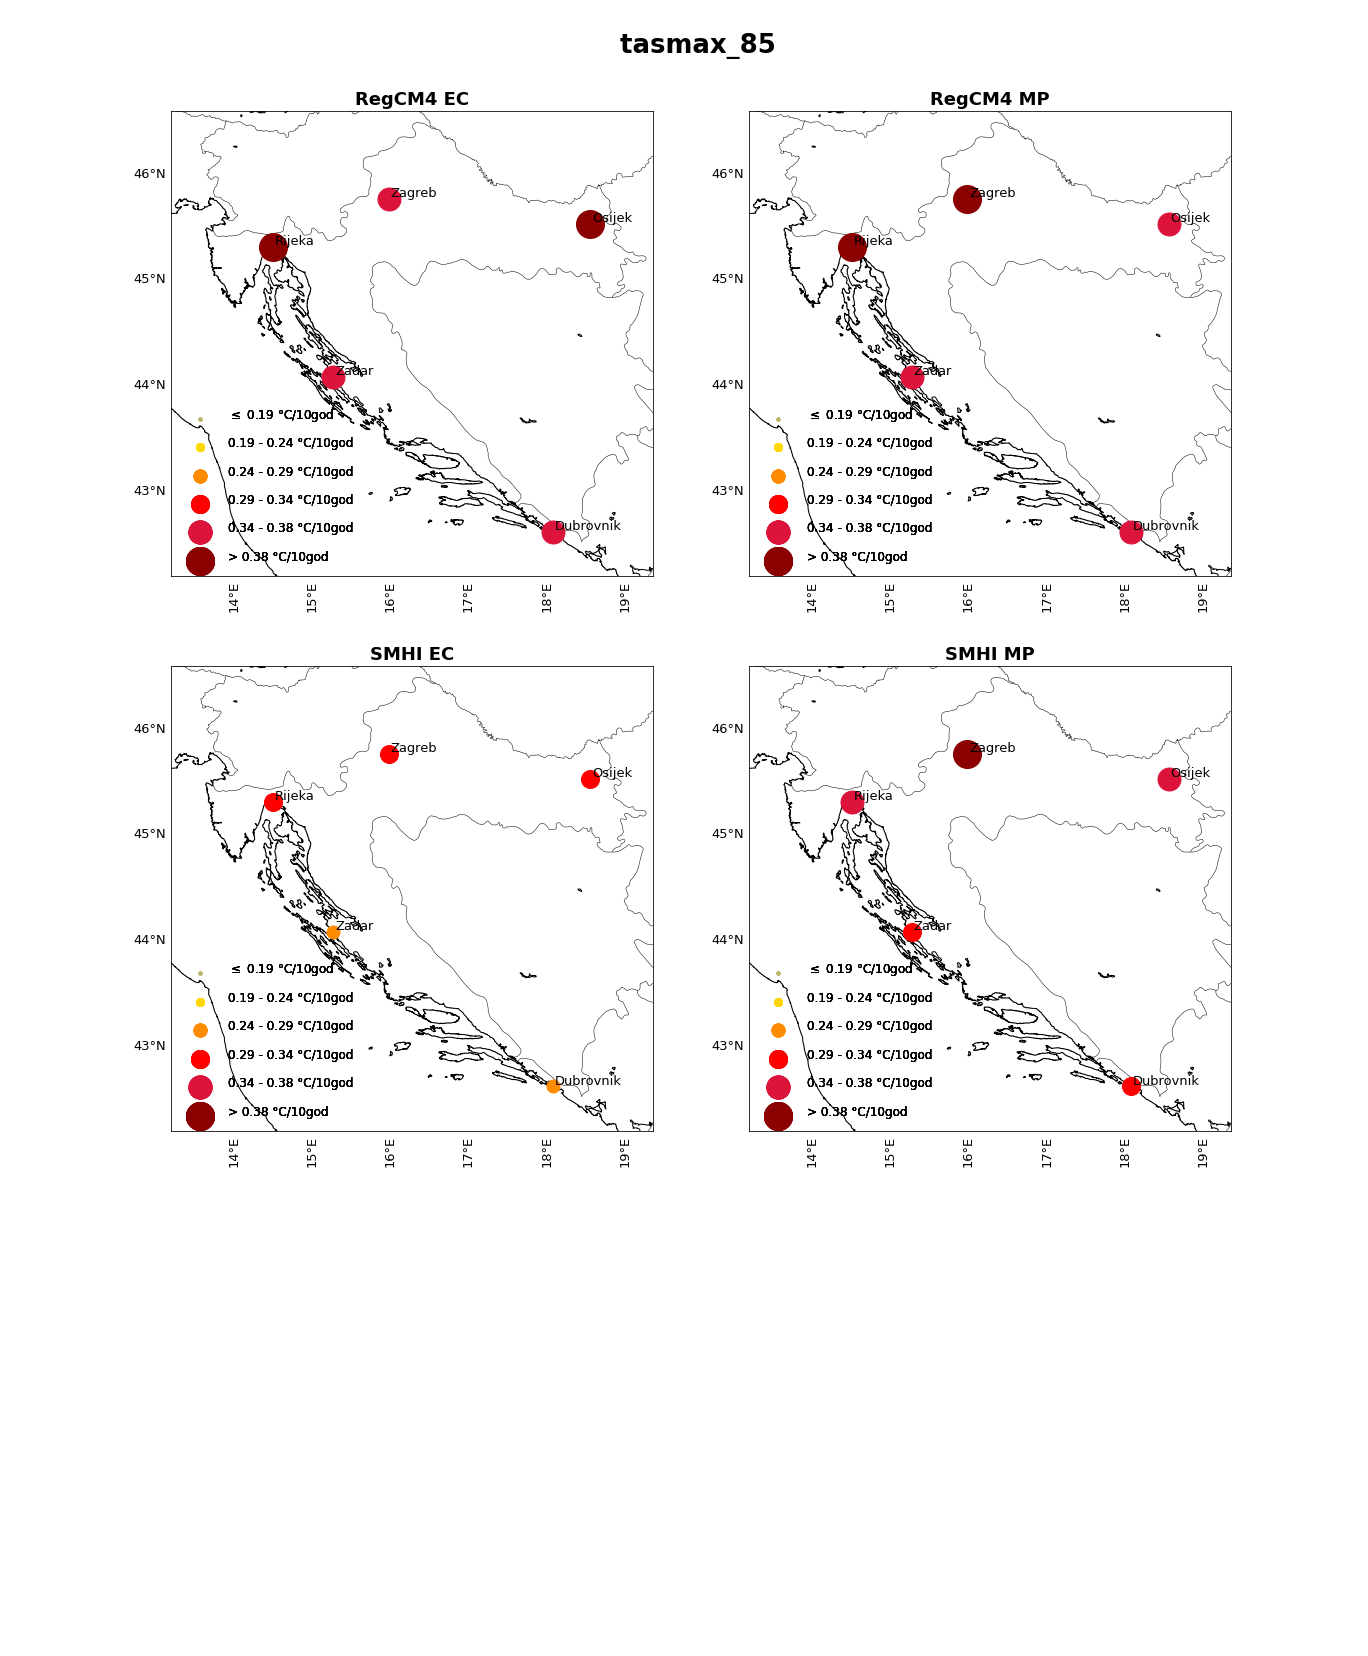 tasmax_85
RegCM4 EC
46°N
45°N
44°N
43°N
Zagreb
Osijek
Rijeka
Zadar
Dubrovnik
≤ 0.19 °C/10god
0.19 - 0.24 °C/10god
0.24 - 0.29 °C/10god
0.29 - 0.34 °C/10god
0.34 - 0.38 °C/10god
> 0.38 °C/10god
14°E
15°E
16°E
17°E
18°E
19°E
RegCM4 MP
46°N
45°N
44°N
43°N
Zagreb
Osijek
Rijeka
Zadar
Dubrovnik
≤ 0.19 °C/10god
0.19 - 0.24 °C/10god
0.24 - 0.29 °C/10god
0.29 - 0.34 °C/10god
0.34 - 0.38 °C/10god
> 0.38 °C/10god
14°E
15°E
16°E
17°E
18°E
19°E
SMHI EC
46°N
45°N
44°N
43°N
Zagreb
Osijek
Rijeka
Zadar
Dubrovnik
≤ 0.19 °C/10god
0.19 - 0.24 °C/10god
0.24 - 0.29 °C/10god
0.29 - 0.34 °C/10god
0.34 - 0.38 °C/10god
> 0.38 °C/10god
14°E
15°E
16°E
17°E
18°E
19°E
SMHI MP
46°N
45°N
44°N
43°N
Zagreb
Osijek
Rijeka
Zadar
Dubrovnik
≤ 0.19 °C/10god
0.19 - 0.24 °C/10god
0.24 - 0.29 °C/10god
0.29 - 0.34 °C/10god
0.34 - 0.38 °C/10god
> 0.38 °C/10god
14°E
15°E
16°E
17°E
18°E
19°E